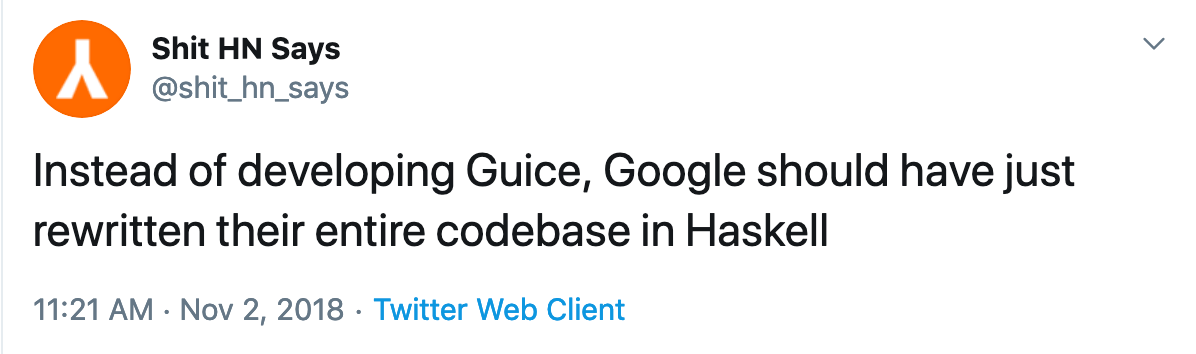 Shit HN Says
@shit_hn_says
Instead of developing Guice, Google should have just
rewritten their entire codebase in Haskell
11:21 AM · Nov 2, 2018 · Twitter Web Client